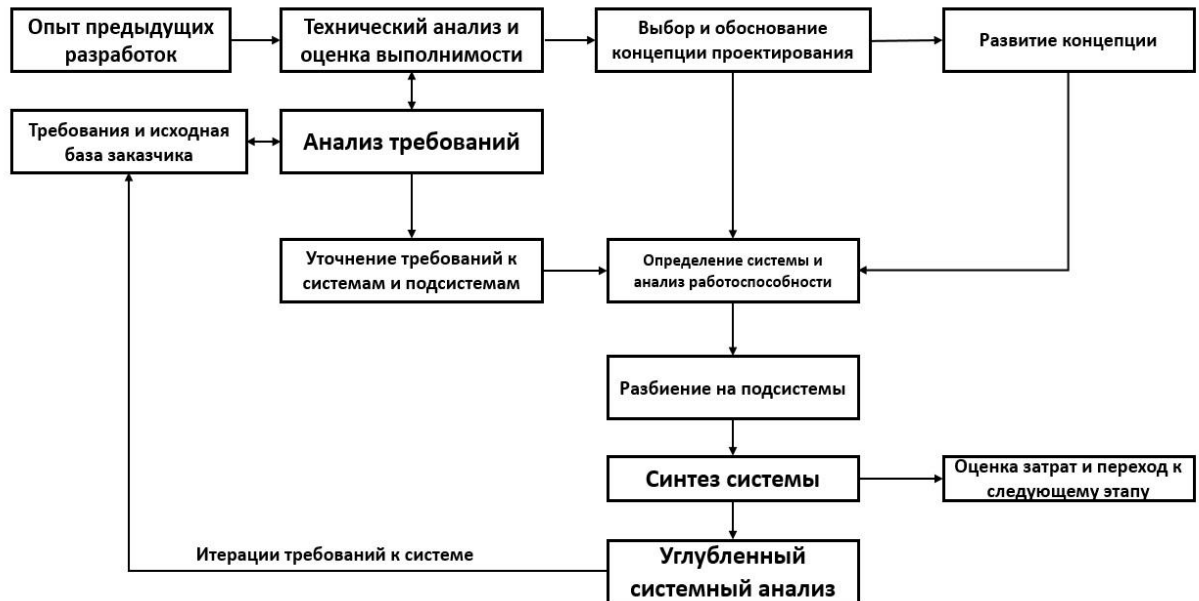 Опыт предыдущих
разработок
Технический анализ и
оценка выполнимости
Выбор и обоснование
концепции проектирования
Развитие концепции
Требования и исходная
база заказчика
Анализ требований
Уточнение требований к
системам и подсистемам
Определение системы и
анализ работоспособности
Разбиение на подсистемы
Синтез системы
Оценка затрат и переход к
следующему этапу
Итерации требований к системе
Углубленный
системный анализ